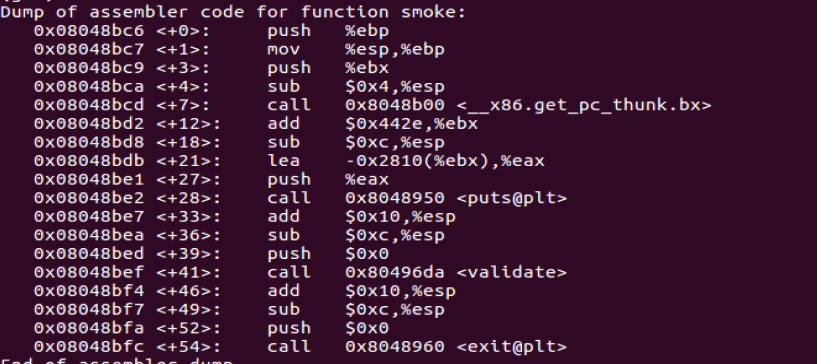 Dump of assembler code for function smoke:
0x08048bc6 <+0>: push %ebp
0x08048bc7 <+1>: mov %esp,%ebp
0x08048bc9 <+3>: push %ebx
0x08048bca <+4>: sub $0x4,%esp
0x08048bcd <+7>: call 0x8048b00 <__x86.get_pc_thunk.bx>
0x08048bd2 <+12>: add $0x442e,%ebx
0x08048bd8 <+18>: sub $0xc,%esp
0x08048bdb <+21>: lea -0x2810(%ebx),%eax
0x08048be1 <+27>: push %eax
0x08048be2 <+28>: call 0x8048950 <puts@plt>
0x08048be7 <+33>: add $0x10,%esp
0x08048bea <+36>: sub $0xc,%esp
0x08048bed <+39>: push $0x0
0x08048bef <+41>: call 0x80496da <validate>
0x08048bf4 <+46>: add $0x10,%esp
0x08048bf7 <+49>: sub $0xc,%esp
0x08048bfa <+52>: push $0x0
0x08048bfc <+54>: call 0x8048960 <exit@plt>
End of assembler dump